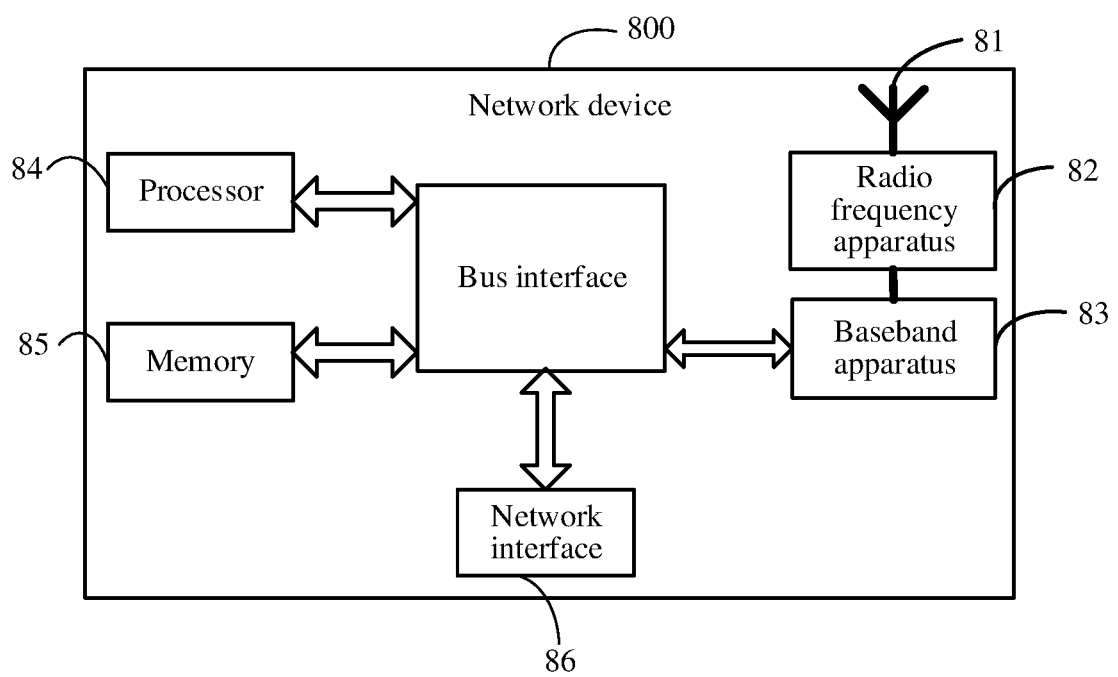 800
81
Network device
84
Processor
Radio
frequency
apparatus
82
Bus interface
85
Memory
Baseband
apparatus
83
Network
interface
86